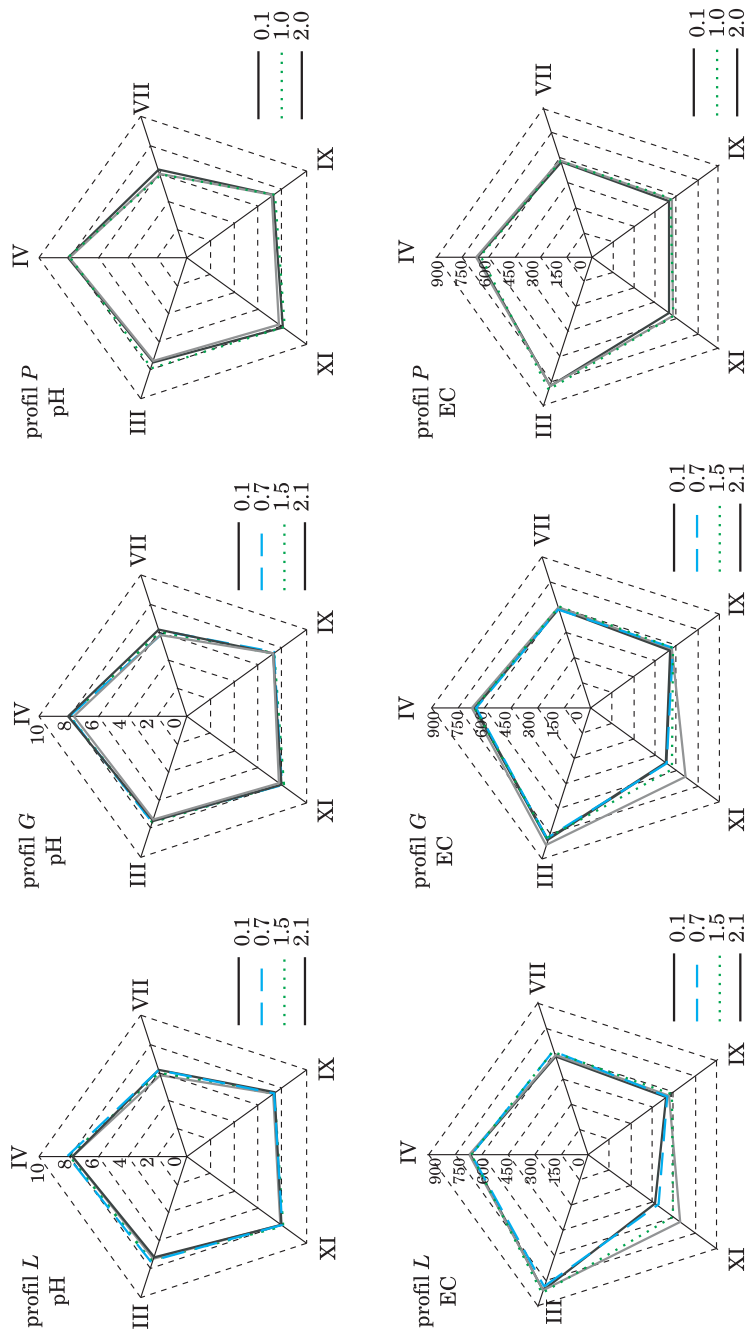 profil L
pH
IV
10
8
6
4
2
0
III
VII
XI
IX
0.1
0.7
1.5
2.1
profil G
pH
IV
10
8
6
4
2
0
III
VII
XI
IX
0.1
0.7
1.5
2.1
profil P
pH
IV
III
VII
XI
IX
0.1
1.0
2.0
profil L
EC
IV
900
750
600
450
300
150
0
III
VII
XI
IX
0.1
0.7
1.5
2.1
profil G
EC
IV
900
750
600
450
300
150
0
III
VII
XI
IX
0.1
0.7
1.5
2.1
profil P
EC
IV
900
750
600
450
300
150
0
III
VII
XI
IX
0.1
1.0
2.0